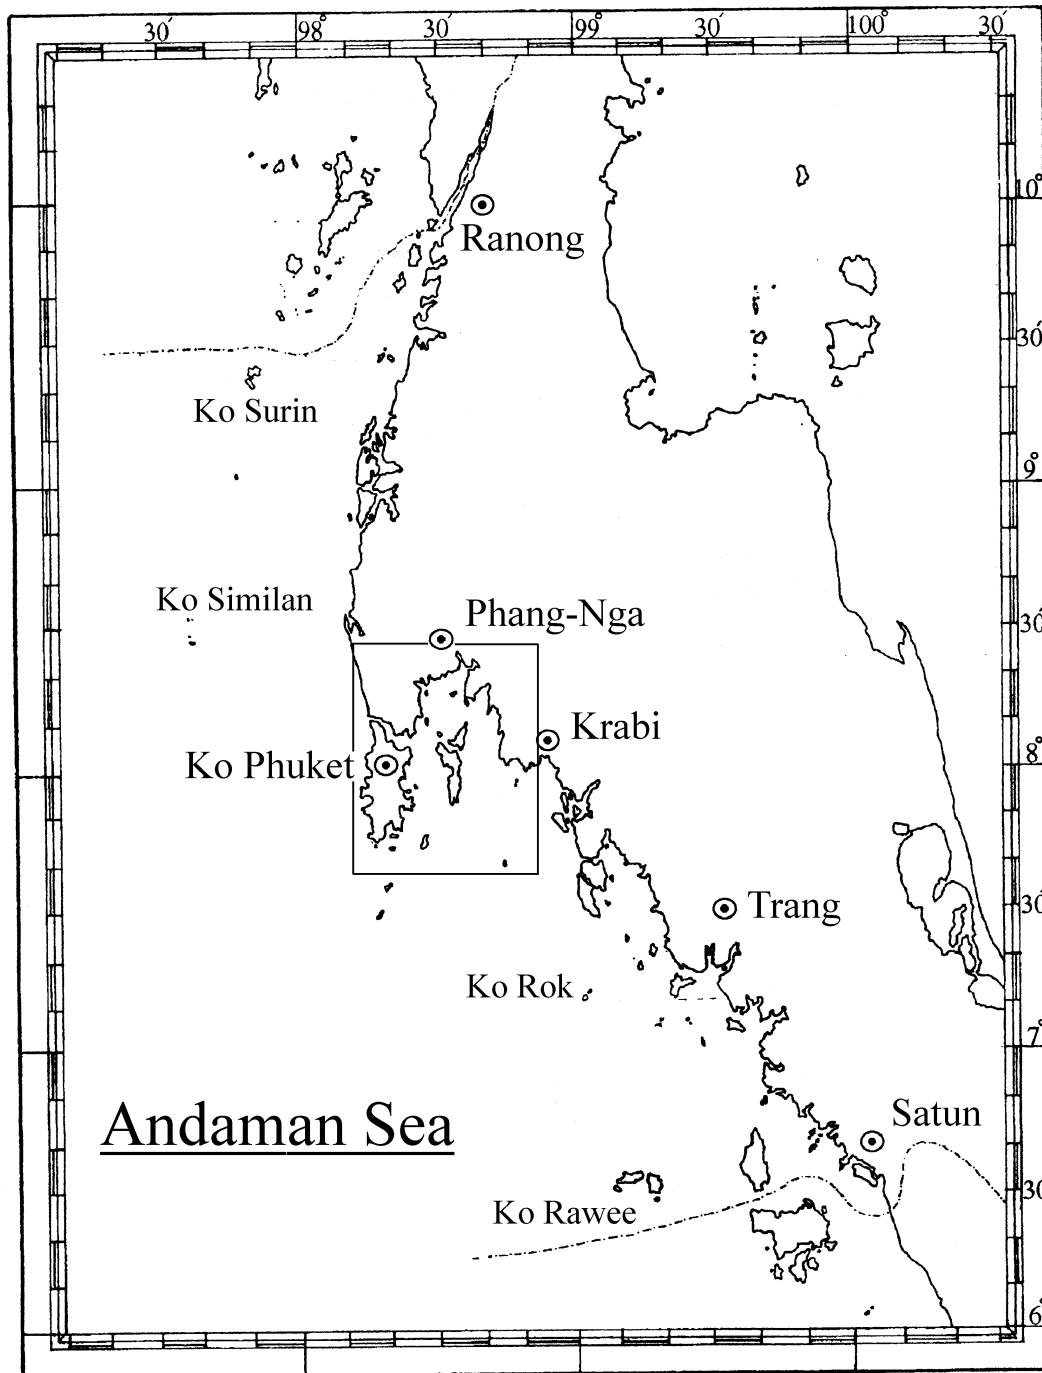 30´ 98° 30´ 99° 30´ 100° 30´
10°
Ranong
30
Ko Surin
9°
Ko Similan
Phang-Nga
30
Krabi
Ko Phuket
8°
30
Trang
Ko Rok
7°
Andaman Sea
Satun
30
Ko Rawee
6°